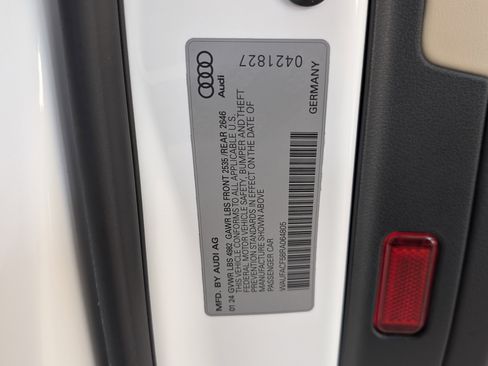 MFD. BY AUDI AG
01 24 GVWR LBS 4982 GAWR LBS FRONT 2535 /REAR 2646
THIS VEHICLE CONFORMS TO ALL APPLICABLE U.S.
FEDERAL MOTOR VEHICLE SAFETY, BUMPER AND THEFT
PREVENTION STANDARDS IN EFFECT ON THE DATE OF
MANUFACTURE SHOWN ABOVE
PASSENGER CAR
WAUFACF58RA064805
Audi
0421827
GERMANY